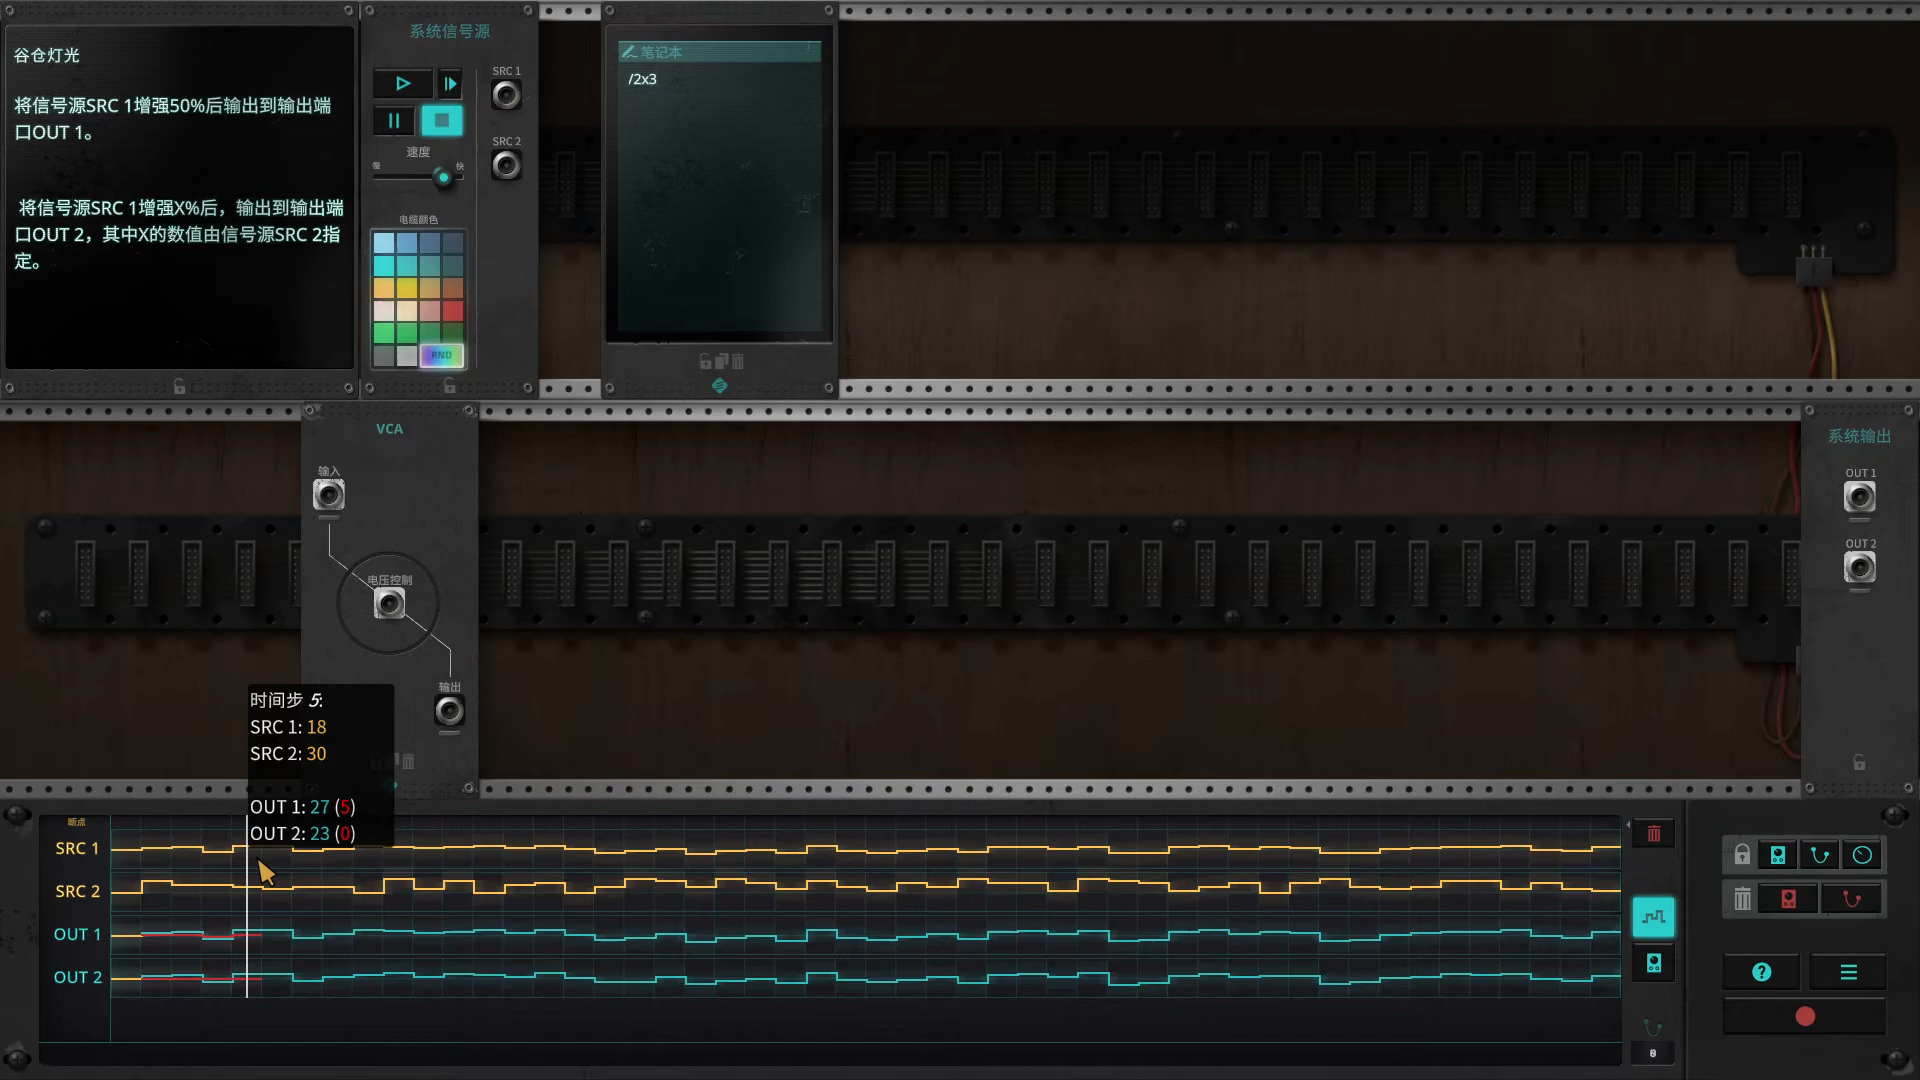 谷仓灯光
将信号源SRC 1增强50%后输出到输出端
口OUT 1。
将信号源SRC 1增强X%后，输出到输出端
口OUT 2，其中X的数值由信号源SRC 2指
定。
系统信号源
SRC 1
SRC 2
速度
慢
快
电缆颜色
RND
笔记本
/2x3
VCA
输入
电压控制
输出
系统输出
OUT 1
OUT 2
时间步 5:
SRC 1: 18
SRC 2: 30
OUT 1: 27 (5)
OUT 2: 23 (0)
断点
SRC 1
SRC 2
OUT 1
OUT 2
?
0